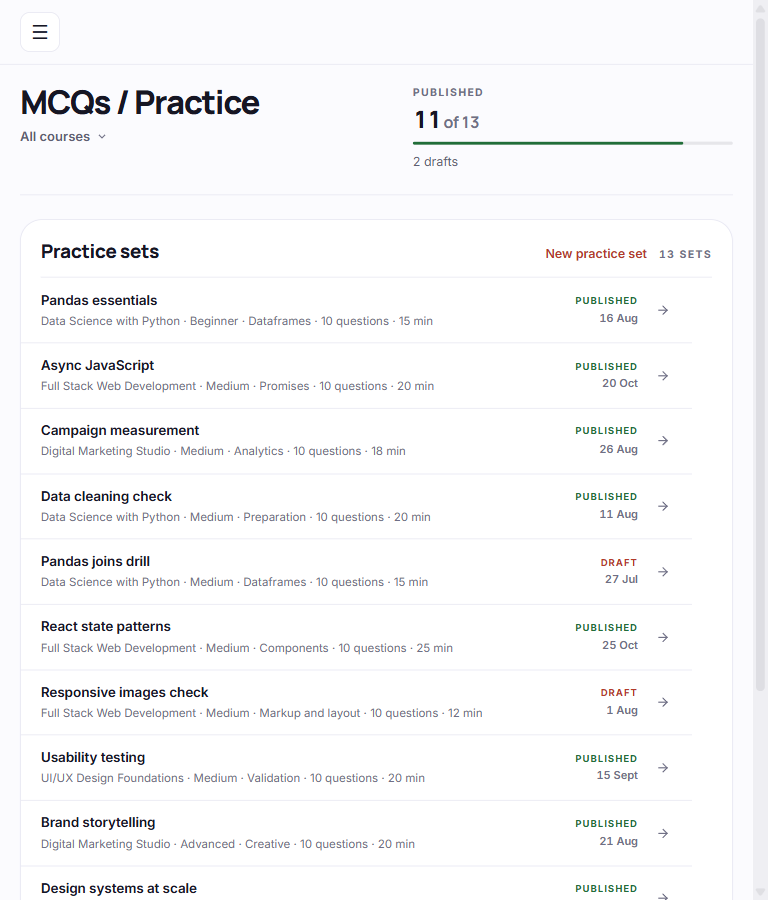 MCQs / Practice
All courses
PUBLISHED
11 of 13
2 drafts
Practice sets
New practice set 13 SETS
Pandas essentials
Data Science with Python · Beginner · Dataframes · 10 questions · 15 min
PUBLISHED
16 Aug
Async JavaScript
Full Stack Web Development · Medium · Promises · 10 questions · 20 min
PUBLISHED
20 Oct
Campaign measurement
Digital Marketing Studio · Medium · Analytics · 10 questions · 18 min
PUBLISHED
26 Aug
Data cleaning check
Data Science with Python · Medium · Preparation · 10 questions · 20 min
PUBLISHED
11 Aug
Pandas joins drill
Data Science with Python · Medium · Dataframes · 10 questions · 15 min
DRAFT
27 Jul
React state patterns
Full Stack Web Development · Medium · Components · 10 questions · 25 min
PUBLISHED
25 Oct
Responsive images check
Full Stack Web Development · Medium · Markup and layout · 10 questions · 12 min
DRAFT
1 Aug
Usability testing
UI/UX Design Foundations · Medium · Validation · 10 questions · 20 min
PUBLISHED
15 Sept
Brand storytelling
Digital Marketing Studio · Advanced · Creative · 10 questions · 20 min
PUBLISHED
21 Aug
Design systems at scale
PUBLISHED